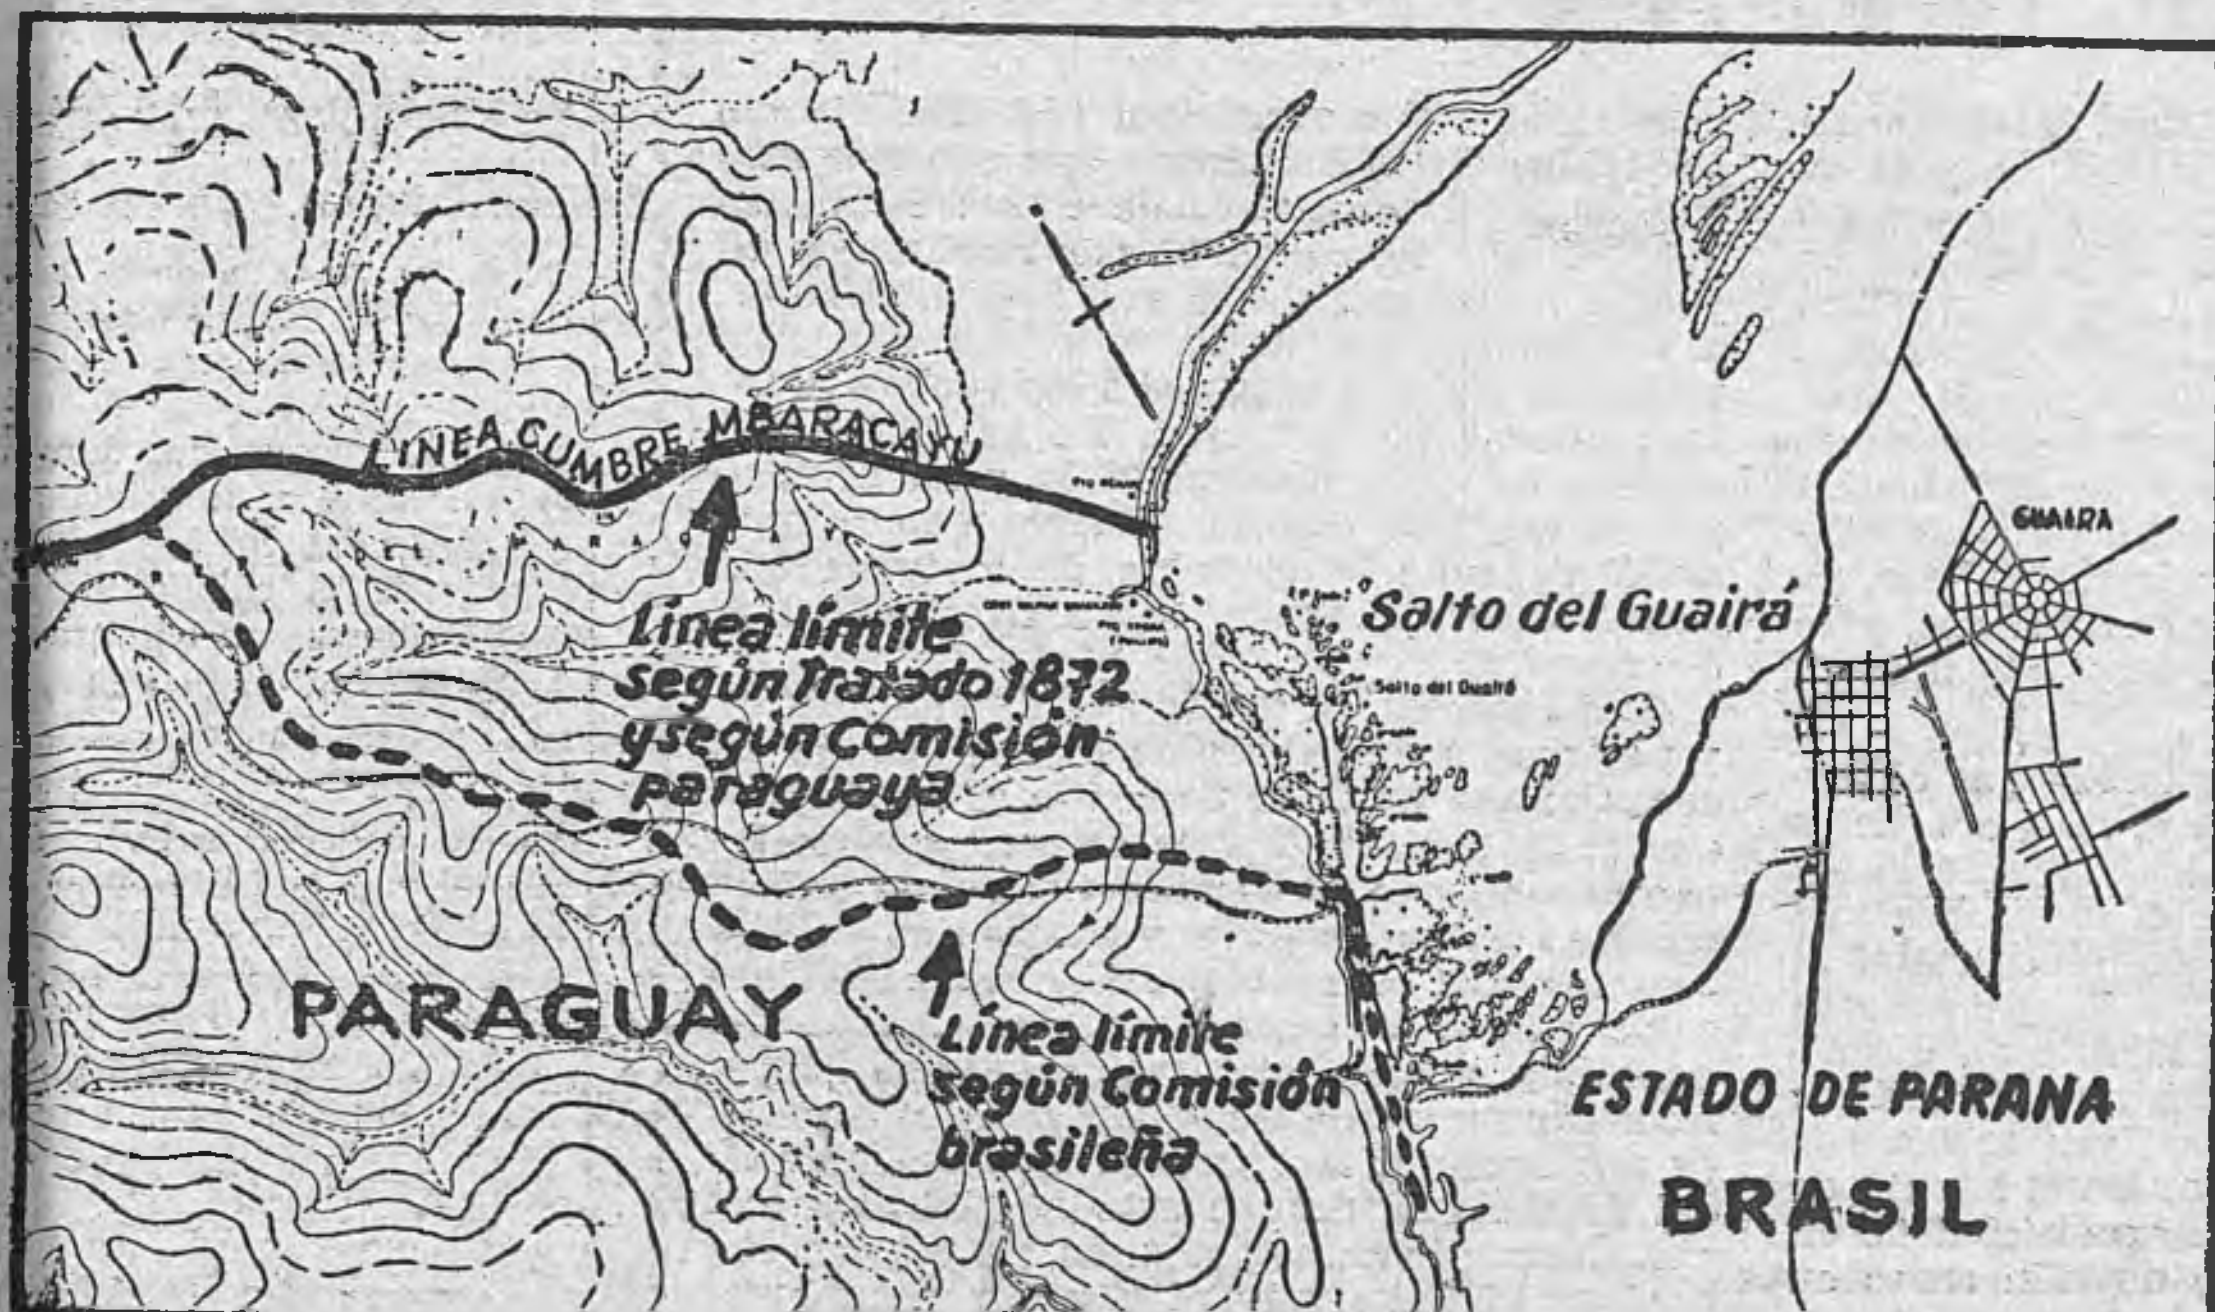 LINEA CUMBRE MBARACAYU
GUAIRA
Salto del Guairá
Línea límite
según Tratado 1872
y según Comisión
paraguaya
Salto del Guairá
PARAGUAY
Línea límite
según Comisión
brasileña
ESTADO DE PARANA
BRASIL